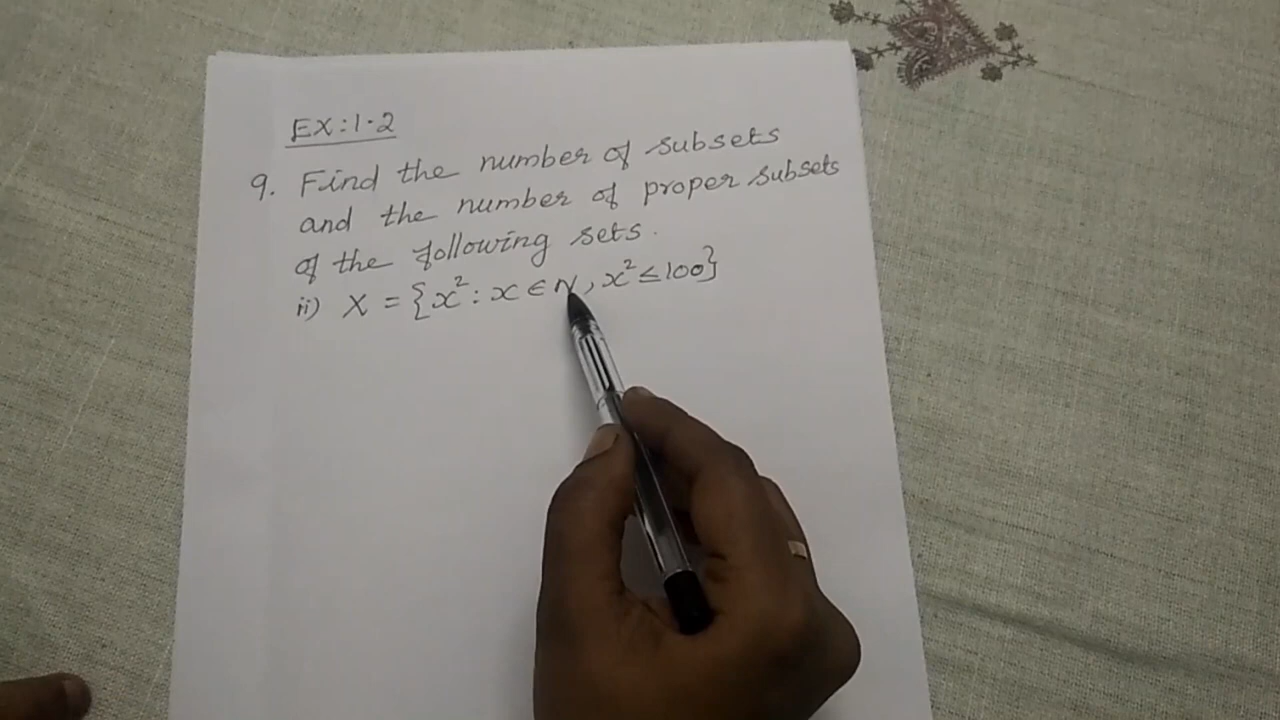 EX:1.2
9. Find the number of subsets
and the number of proper subsets
of the following sets.
ii) X = {x²: x ∈ N, x² ≤ 100}